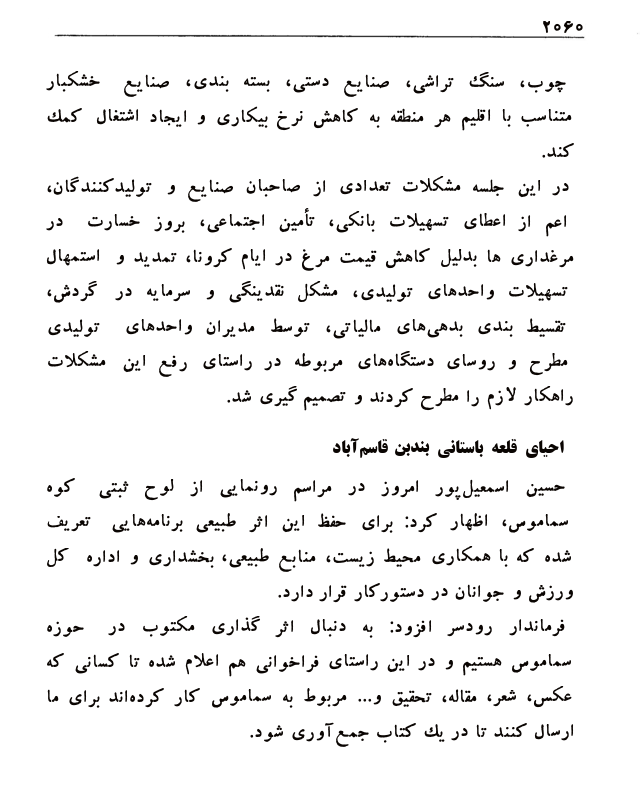 ۲۰۶۰
چوب، سنگ تراشی، صنایع دستی، بسته بندی، صنایع خشکبار
متناسب با اقلیم هر منطقه به کاهش نرخ بیکاری و ایجاد اشتغال کمك
کند.
در این جلسه مشکلات تعدادی از صاحبان صنایع و تولیدکنندگان،
اعم از اعطای تسهیلات بانکی، تأمین اجتماعی، بروز خسارت در
مرغداری ها بدلیل کاهش قیمت مرغ در ایام کرونا، تمدید و استمهال
تسهیلات واحدهای تولیدی، مشکل نقدینگی و سرمایه در گردش،
تقسیط بندی بدهی‌های مالیاتی، توسط مدیران واحدهای تولیدی
مطرح و روسای دستگاه‌های مربوطه در راستای رفع این مشکلات
راهکار لازم را مطرح کردند و تصمیم گیری شد.
احیای قلعه باستانی بندبن قاسم‌آباد
حسین اسمعیل‌پور امروز در مراسم رونمایی از لوح ثبتی کوه
سماموس، اظهار کرد: برای حفظ این اثر طبیعی برنامه‌هایی تعریف
شده که با همکاری محیط زیست، منابع طبیعی، بخشداری و اداره کل
ورزش و جوانان در دستورکار قرار دارد.
فرماندار رودسر افزود: به دنبال اثر گذاری مکتوب در حوزه
سماموس هستیم و در این راستای فراخوانی هم اعلام شده تا کسانی که
عکس، شعر، مقاله، تحقیق و... مربوط به سماموس کار کرده‌اند برای ما
ارسال کنند تا در یك کتاب جمع‌آوری شود.